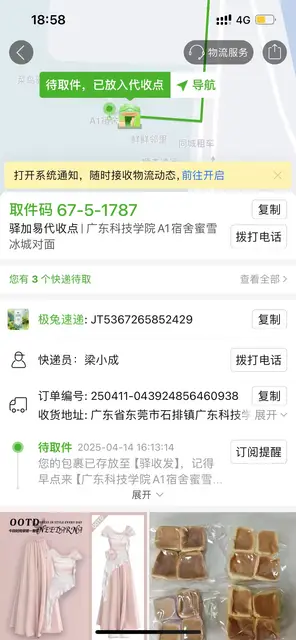 18:58
4G
物流服务
待取件，已放入代收点
导航
A1宿舍
鲜鲜领里
同城租车
打开系统通知，随时接收物流动态，前往开启
取件码 67-5-1787
复制
驿加易代收点 | 广东科技学院A1宿舍蜜雪冰城对面
拨打电话
您有 3 个快递待取
查看全部
极兔速递: JT5367265852429
复制
快递员：梁小成
拨打电话
订单编号: 250411-043924856460938
复制
收货地址: 广东省东莞市石排镇广东科技学
展开
待取件 2025-04-14 16:13:14
您的包裹已存放至【驿收发】，记得
早点来【广东科技学院A1宿舍蜜雪...
订阅提醒
展开
OOTD